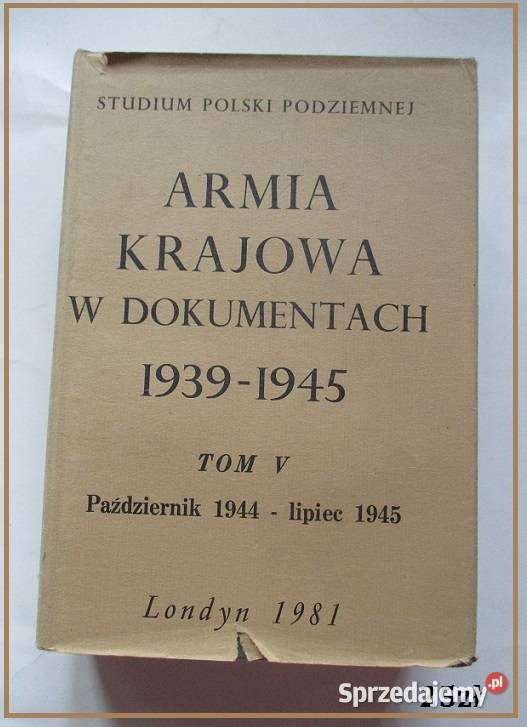 STUDIUM POLSKI PODZIEMNEJ
ARMIA
KRAJOWA
W DOKUMENTACH
1939-1945
TOM V
Październik 1944 - lipiec 1945
Londyn 1981
Sprzedajemy.pl